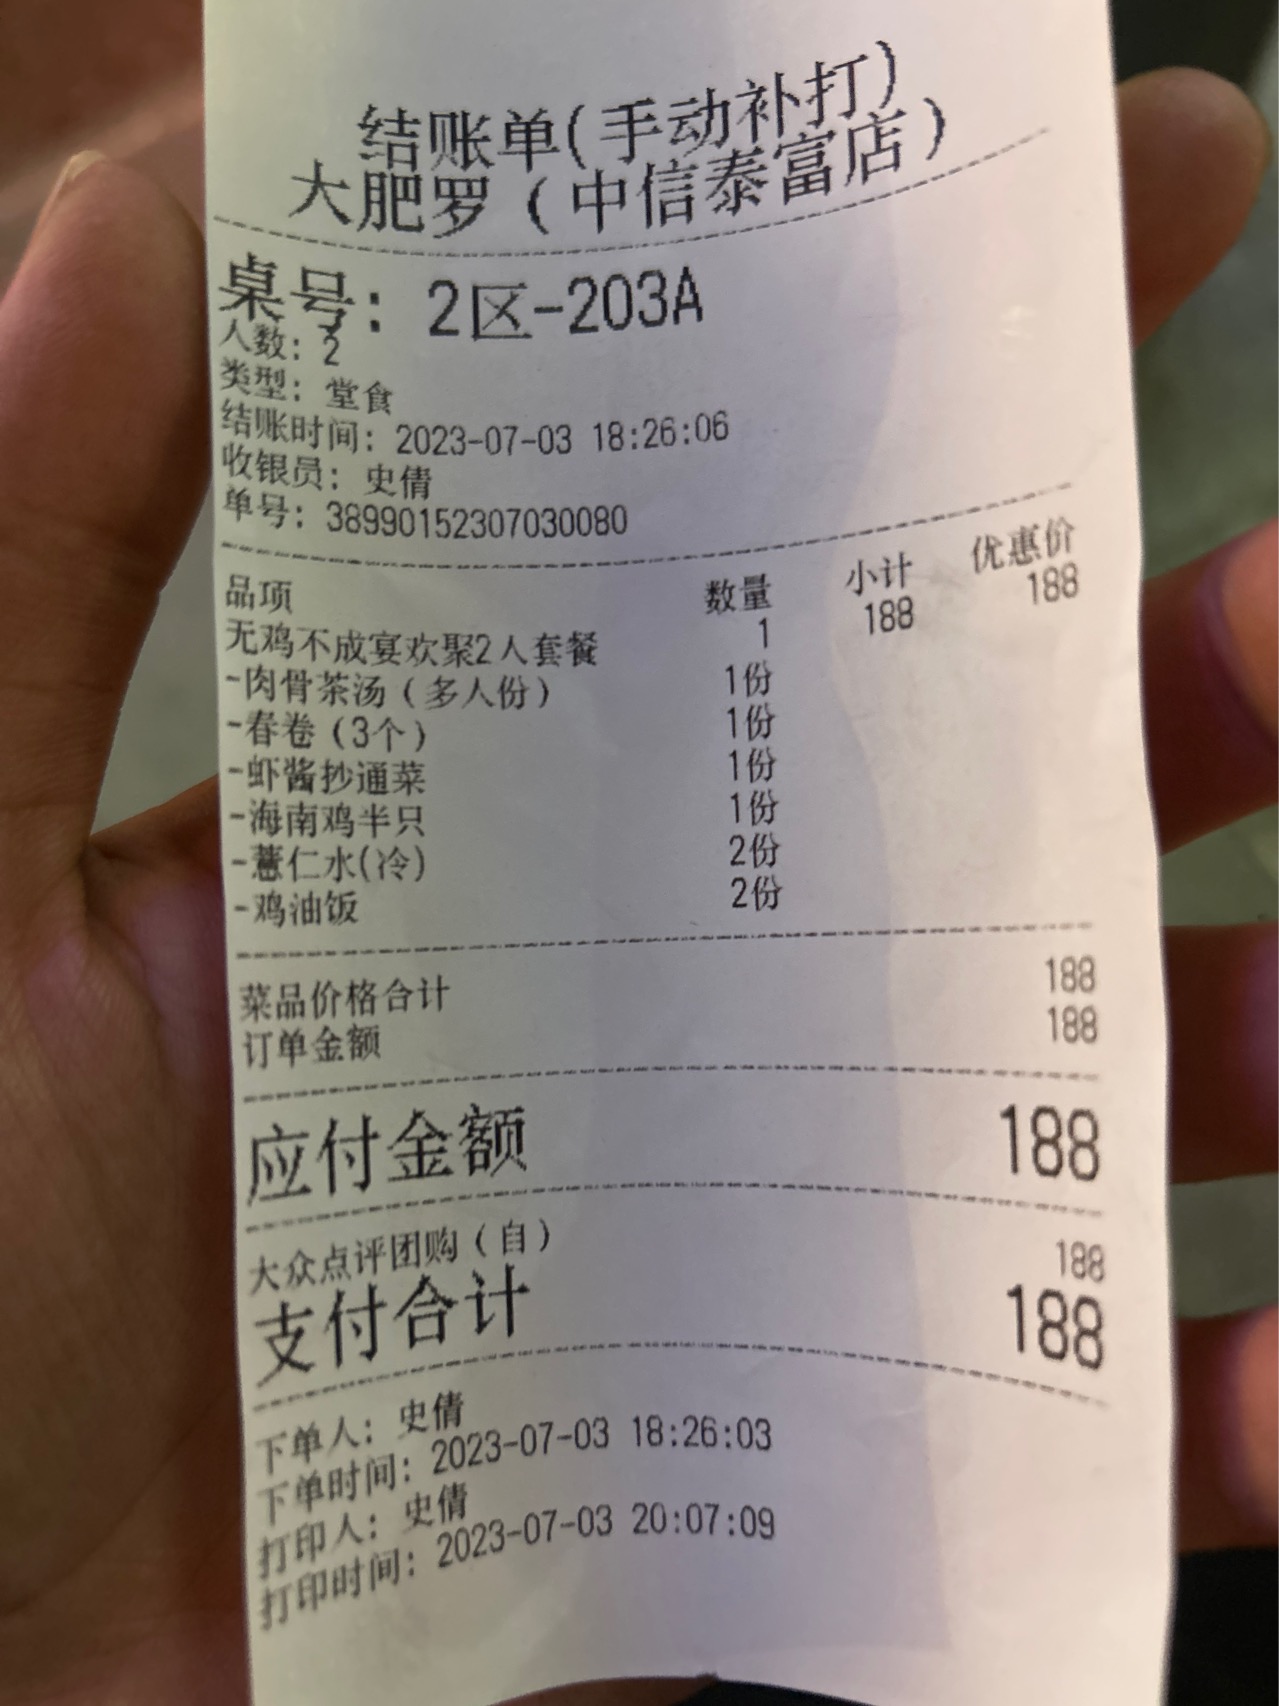 结账单(手动补打)
大肥罗（中信泰富店）
桌号：2区-203A
人数：2
类型：堂食
结账时间：2023-07-03 18:26:06
收银员：史倩
单号：38990152307030080
品项 数量 小计 优惠价
无鸡不成宴欢聚2人套餐 1 188 188
-肉骨茶汤（多人份） 1份
-春卷（3个） 1份
-虾酱抄通菜 1份
-海南鸡半只 1份
-薏仁水(冷) 2份
-鸡油饭 2份
菜品价格合计 188
订单金额 188
应付金额 188
大众点评团购（自） 188
支付合计 188
下单人：史倩
下单时间：2023-07-03 18:26:03
打印人：史倩
打印时间：2023-07-03 20:07:09